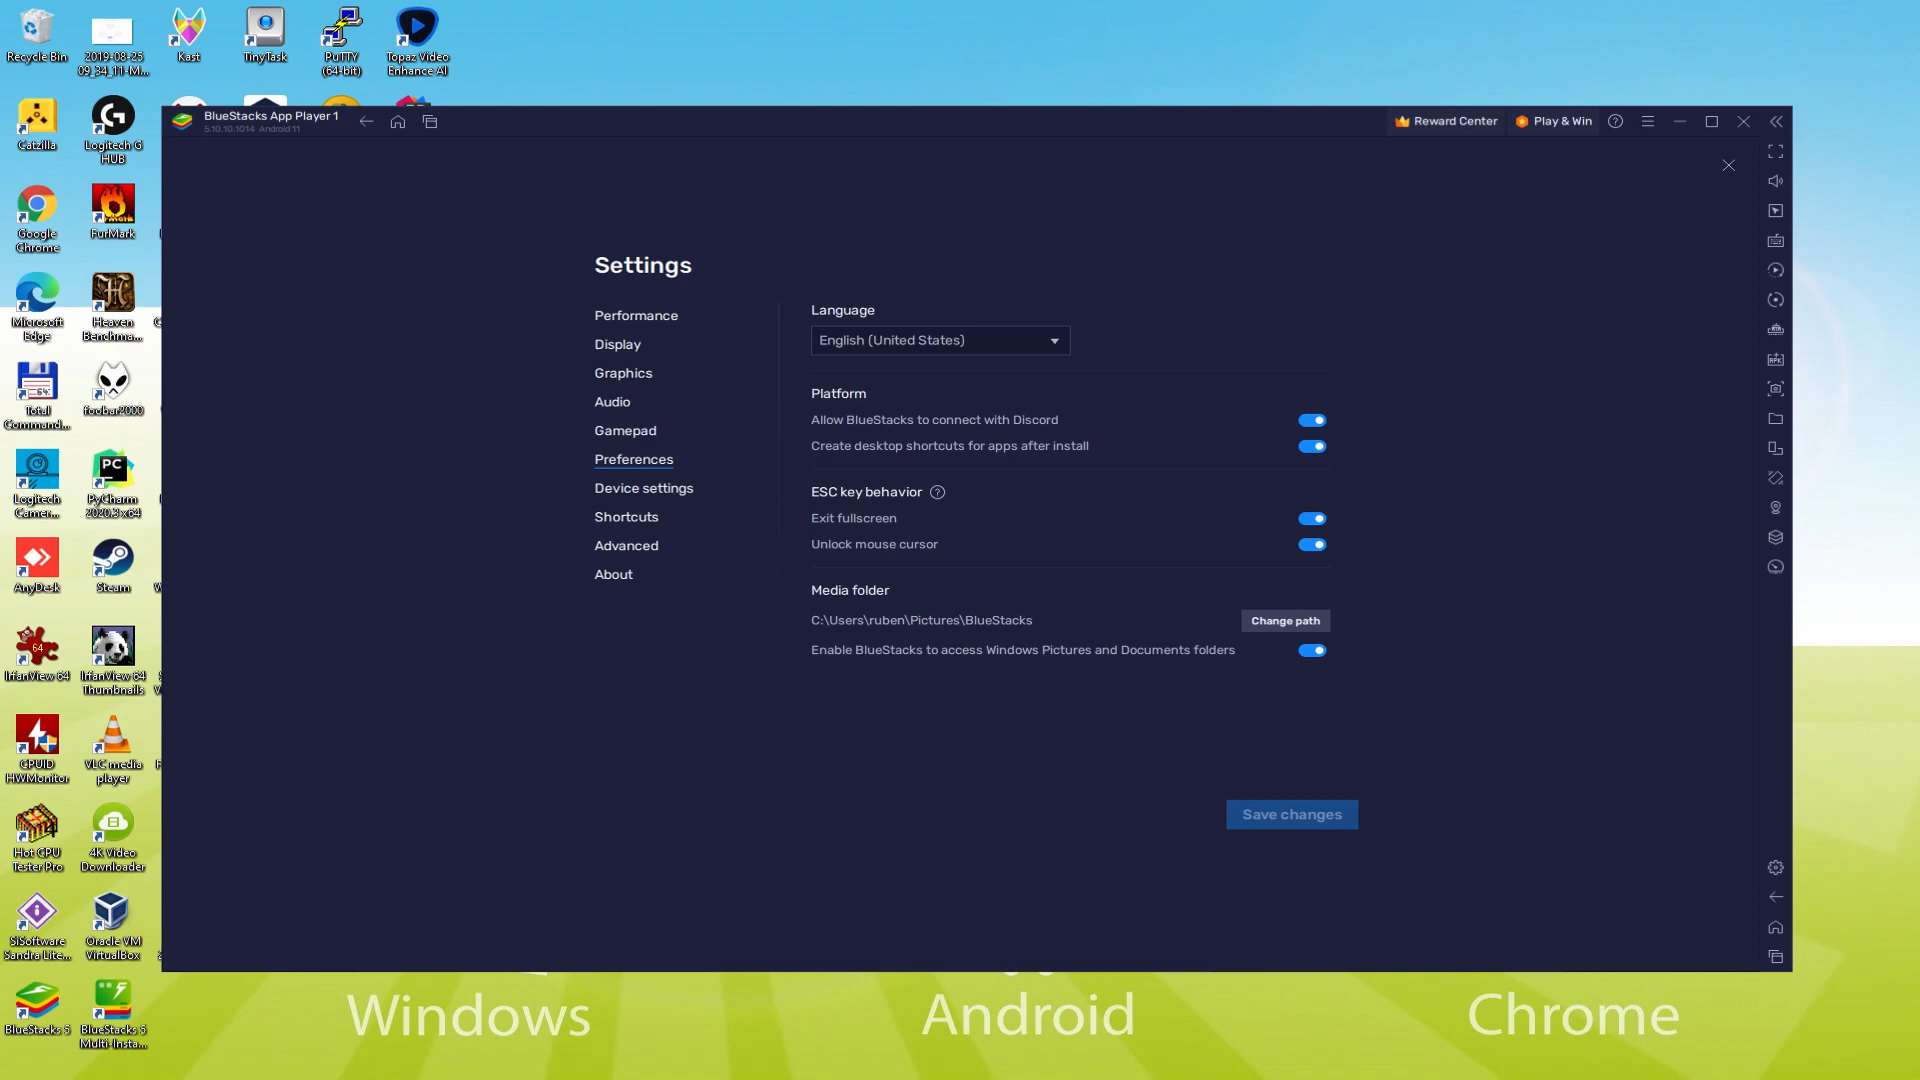 Recycle Bin
2019-08-25
09_34_11-M...
Kast
TinyTask
PuTTY
(64-bit)
Topaz Video
Enhance AI
Catzilla
Logitech G
HUB
Google
Chrome
FurMark
Microsoft
Edge
Heaven
Benchma...
Total
Command...
foobar2000
Logitech
Camer...
PyCharm
2020.3 x64
AnyDesk
Steam
IrfanView 64
IrfanView 64
Thumbnails
CPUID
HWMonitor
VLC media
player
Hot CPU
Tester Pro
4K Video
Downloader
SiSoftware
Sandra Lite...
Oracle VM
VirtualBox
BlueStacks 5
BlueStacks 5
Multi-Insta...
BlueStacks App Player 1
5.10.10.1014 Android 11
Reward Center
Play & Win
Settings
Performance
Display
Graphics
Audio
Gamepad
Preferences
Device settings
Shortcuts
Advanced
About
Language
English (United States)
Platform
Allow BlueStacks to connect with Discord
Create desktop shortcuts for apps after install
ESC key behavior
Exit fullscreen
Unlock mouse cursor
Media folder
C:\Users\ruben\Pictures\BlueStacks
Change path
Enable BlueStacks to access Windows Pictures and Documents folders
Save changes
Windows
Android
Chrome